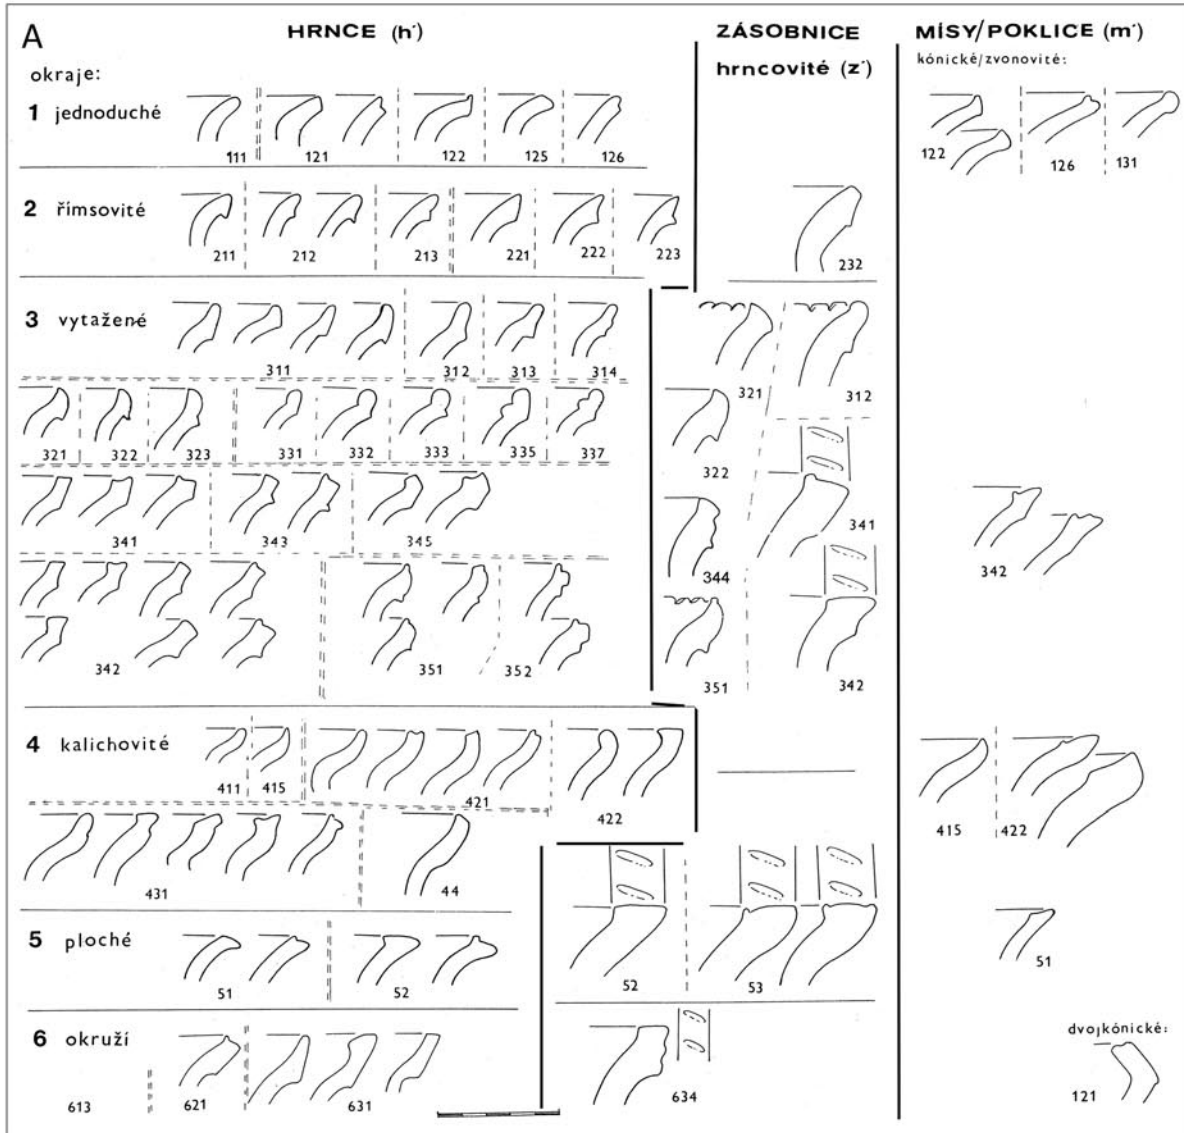 A
HRNCE (h')
ZÁSOBNICE
hrncovité (z')
MÍSY/POKLICE (m')
kónické/zvonovité:
okraje:
1 jednoduché
111 121 122 125 126
122 126 131
2 římsovité
211 212 213 221 222 223
232
3 vytažené
311 312 313 314
321 312
321 322 323 331 332 333 335 337
322
341 343 345
341
342
344
342 351 352
351 342
4 kalichovité
411 415 421 422
415 422
431 44
5 ploché
51 52
52 53
51
6 okruží
dvojkónické:
613 621 631
634
121